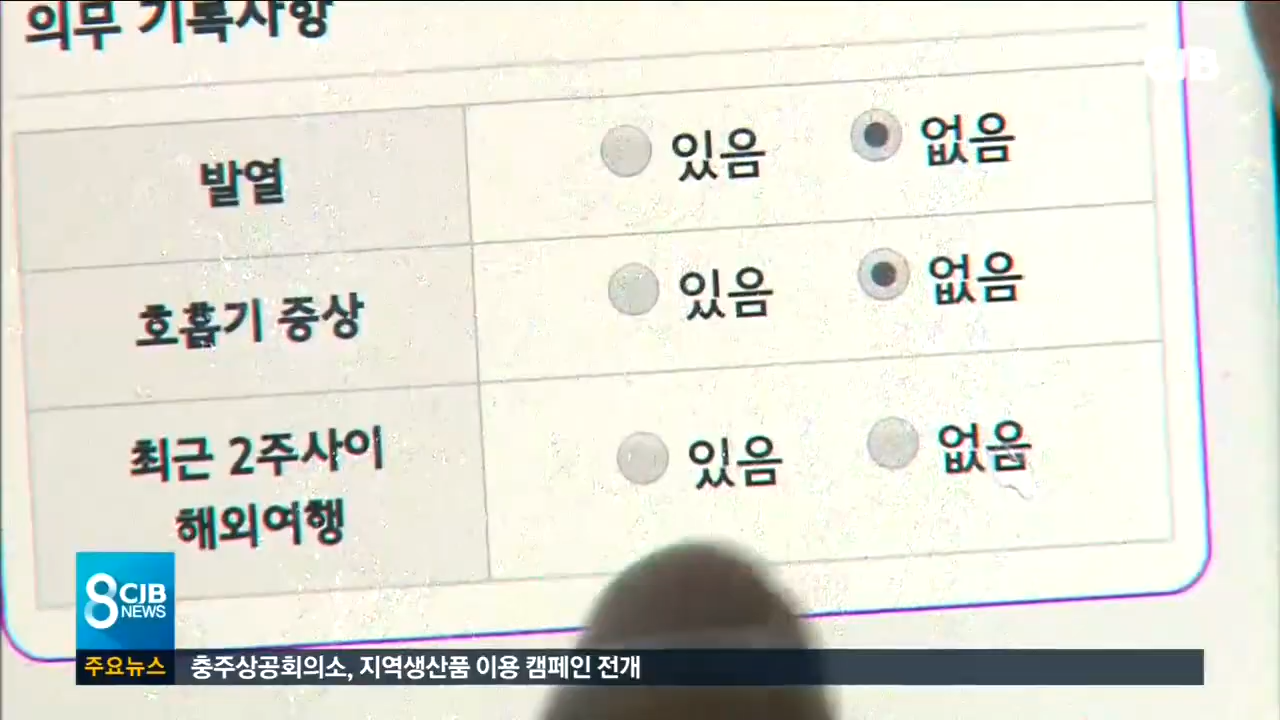 의무 기록사항
CJB
발열
있음
없음
호흡기 증상
있음
없음
최근 2주사이
해외여행
있음
없음
8 CJB
NEWS
주요뉴스
충주상공회의소, 지역생산품 이용 캠페인 전개